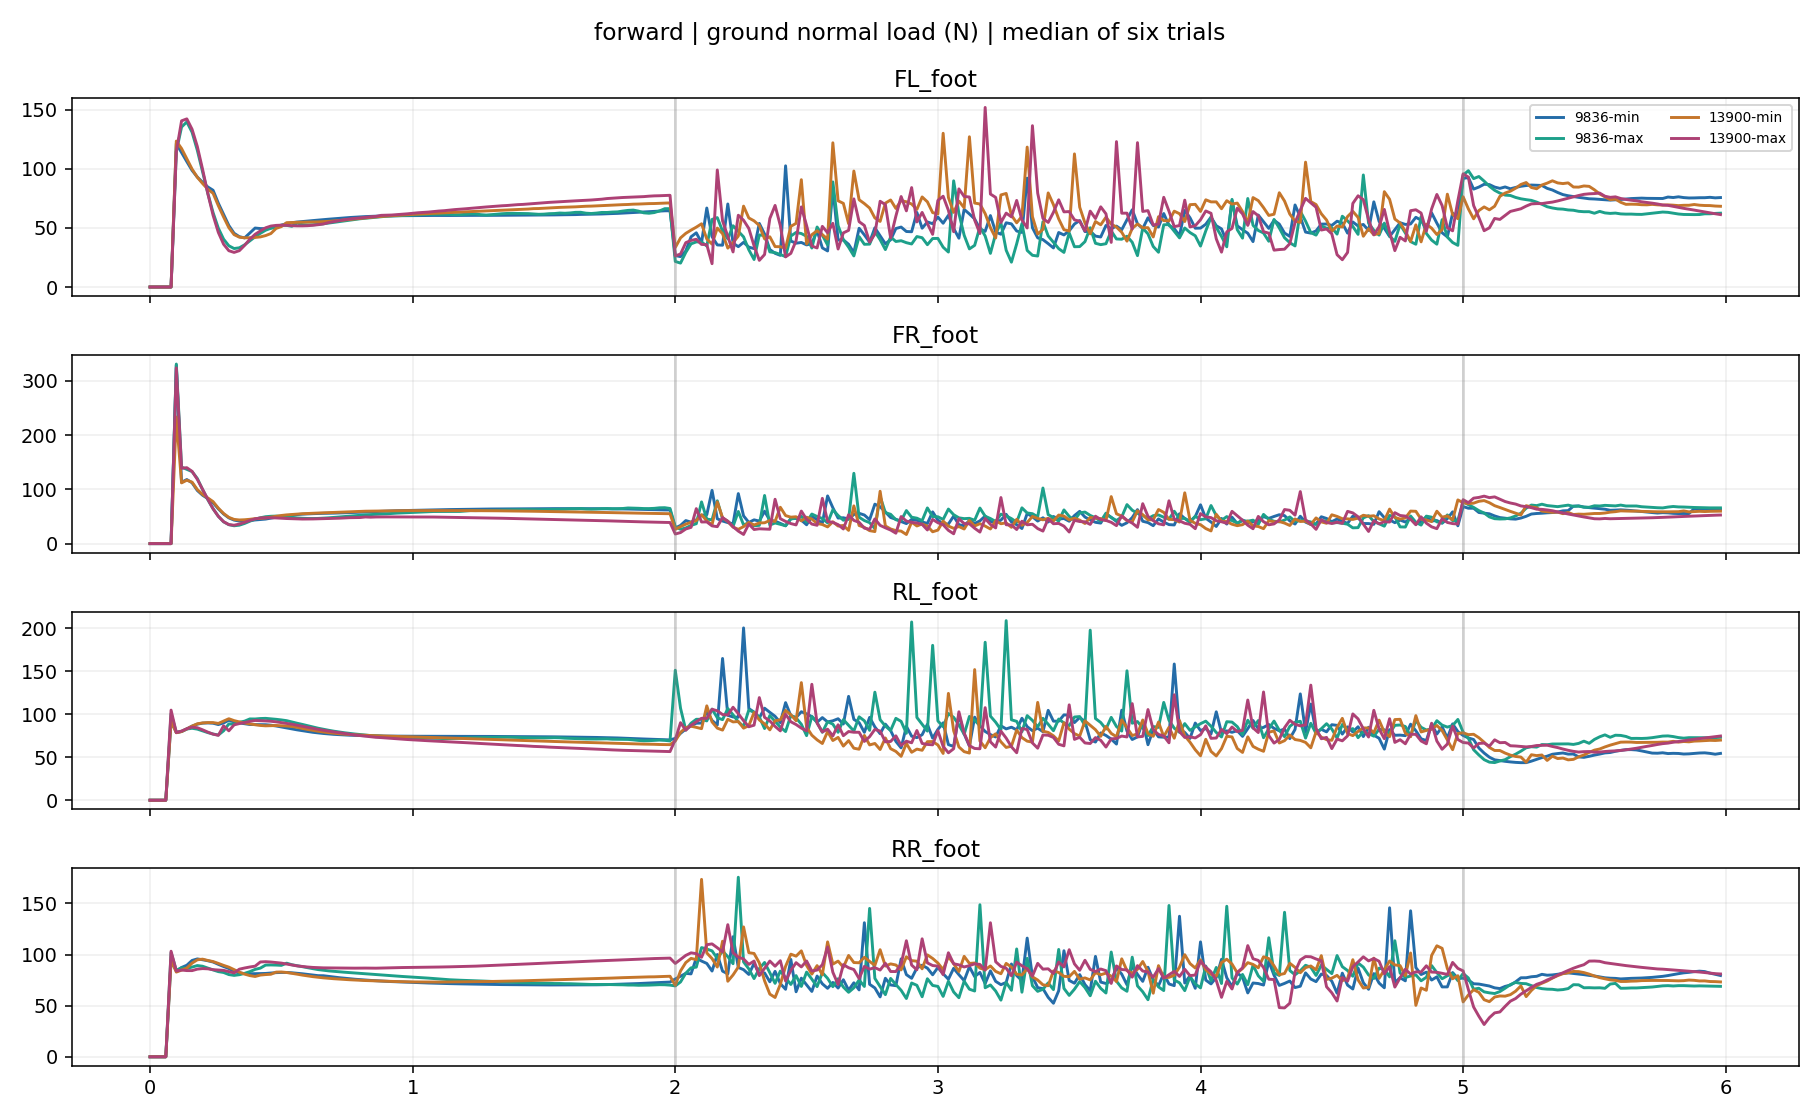 forward | ground normal load (N) | median of six trials
FL_foot
150
100
50
0
9836-min
9836-max
13900-min
13900-max
FR_foot
300
200
100
0
RL_foot
200
150
100
50
0
RR_foot
150
100
50
0
0 1 2 3 4 5 6